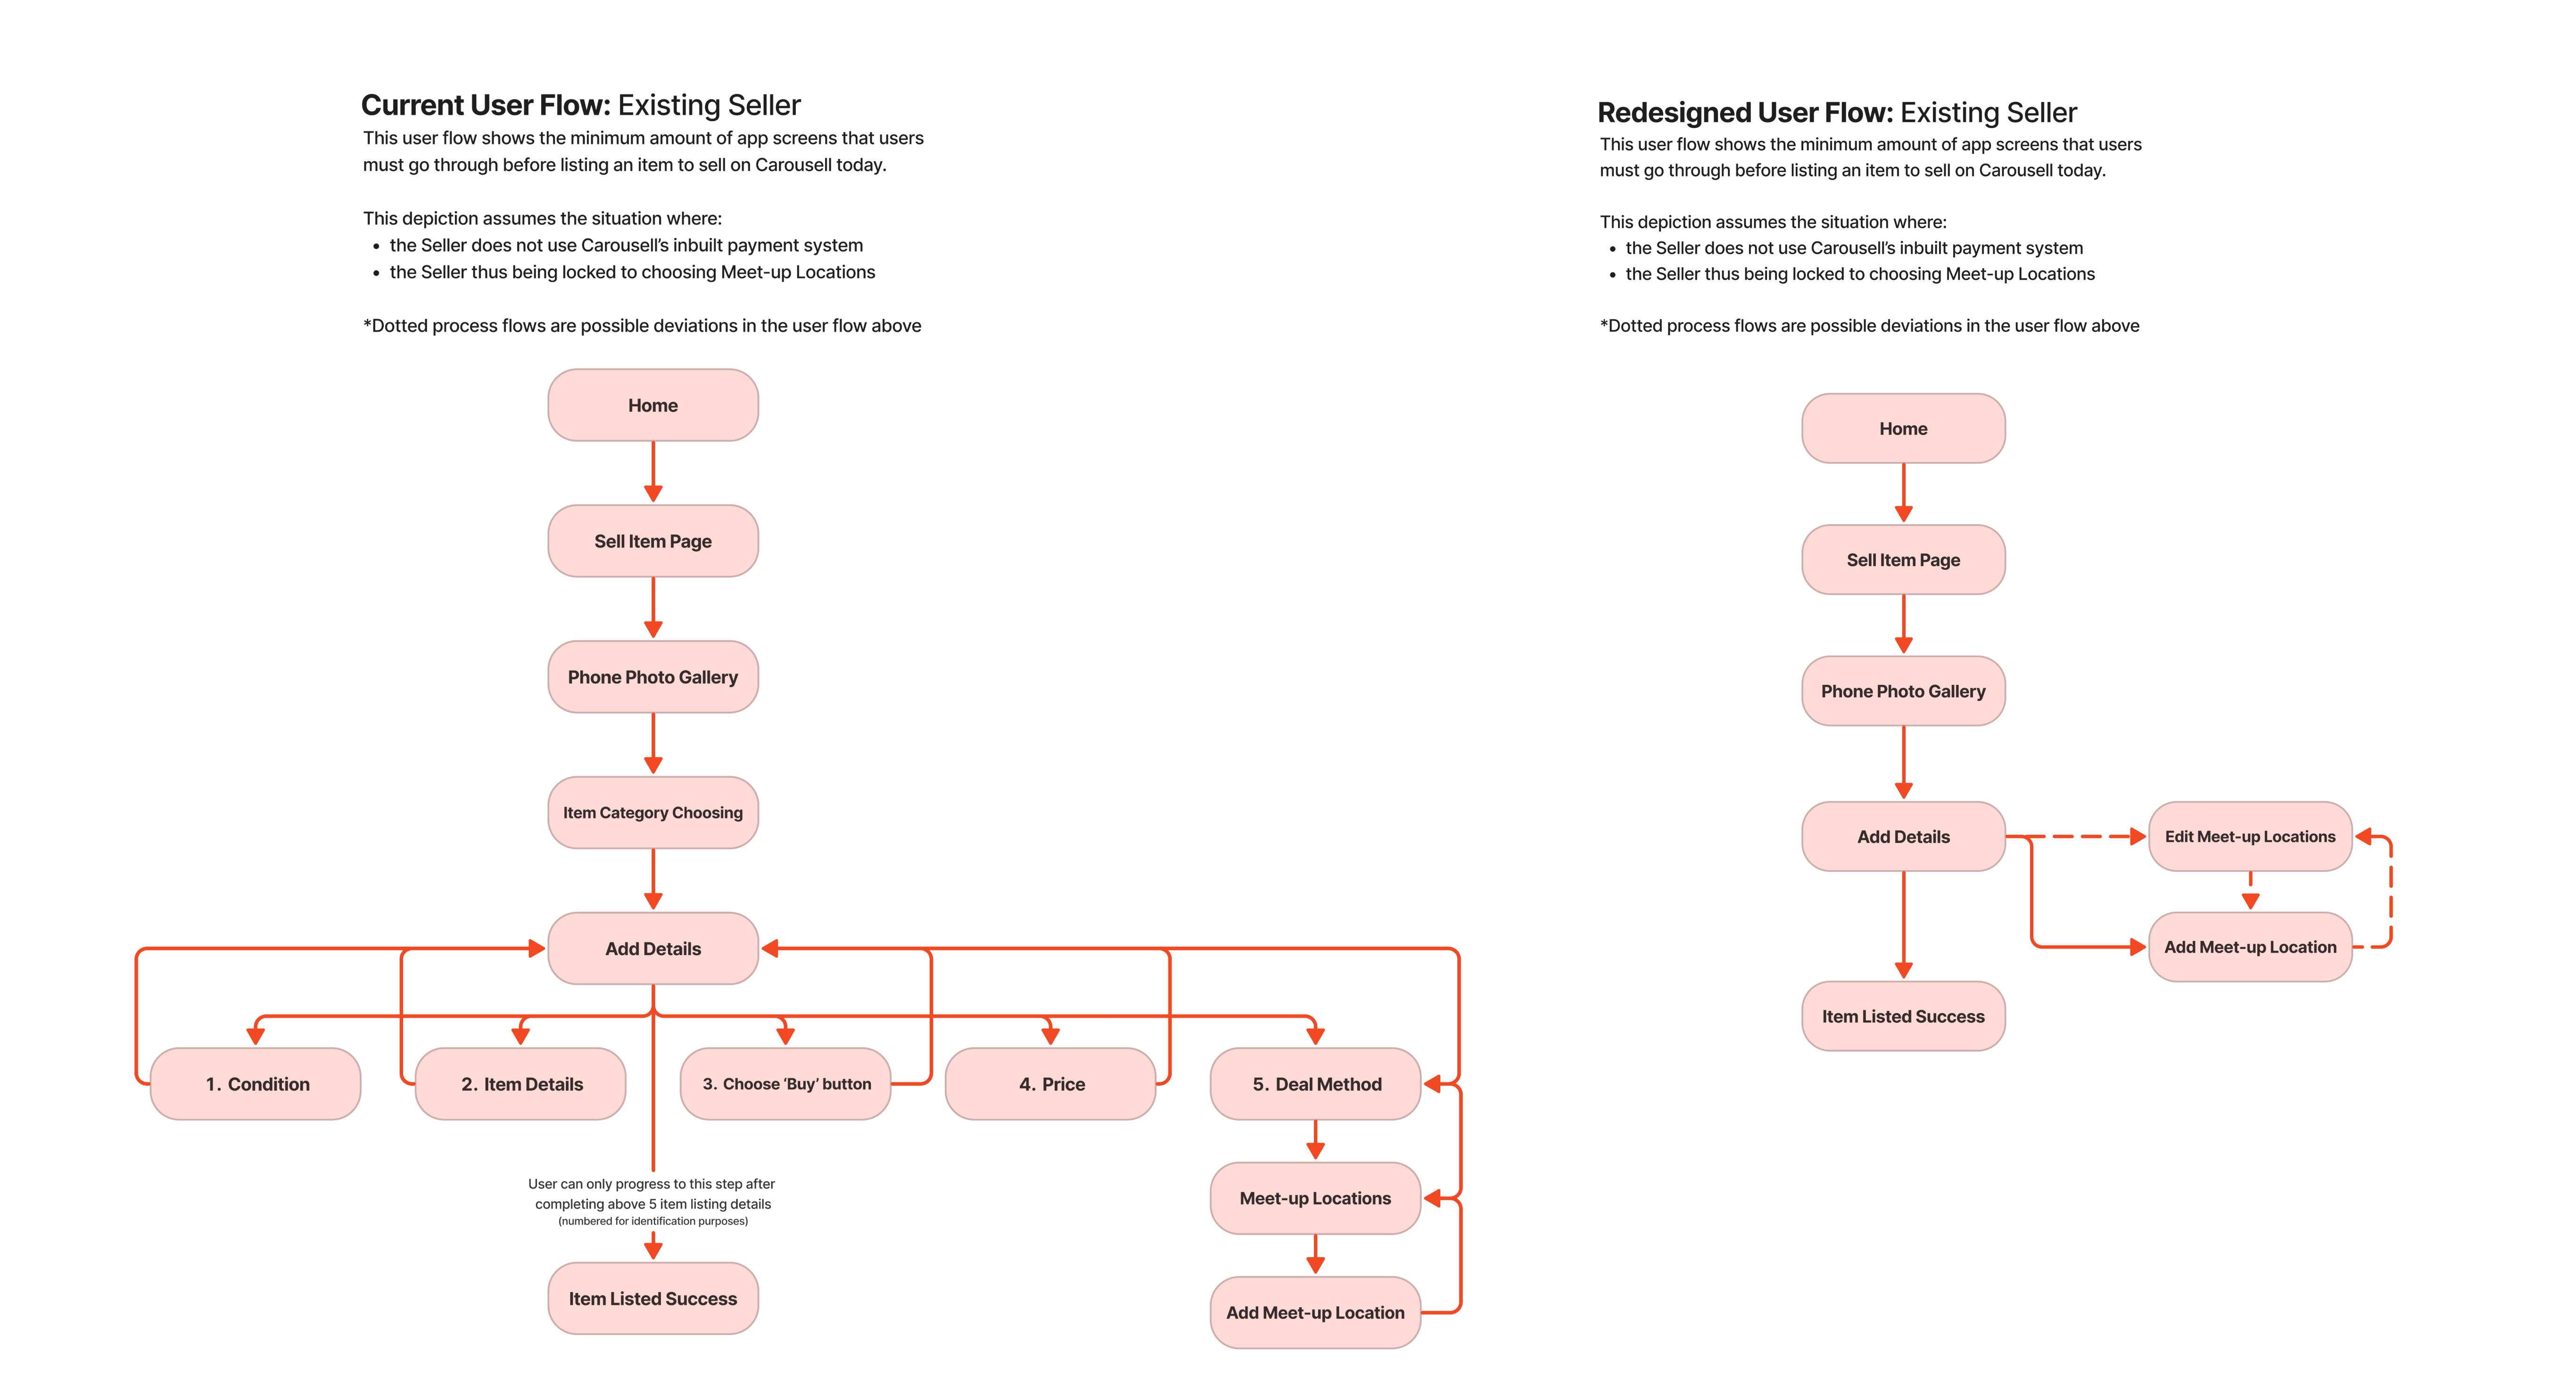 Current User Flow: Existing Seller
This user flow shows the minimum amount of app screens that users
must go through before listing an item to sell on Carousell today.
This depiction assumes the situation where:
• the Seller does not use Carousell's inbuilt payment system
• the Seller thus being locked to choosing Meet-up Locations
*Dotted process flows are possible deviations in the user flow above
Home
Sell Item Page
Phone Photo Gallery
Item Category Choosing
Add Details
1. Condition
2. Item Details
3. Choose ‘Buy’ button
4. Price
5. Deal Method
User can only progress to this step after
completing above 5 item listing details
(numbered for identification purposes)
Meet-up Locations
Item Listed Success
Add Meet-up Location
Redesigned User Flow: Existing Seller
This user flow shows the minimum amount of app screens that users
must go through before listing an item to sell on Carousell today.
This depiction assumes the situation where:
• the Seller does not use Carousell's inbuilt payment system
• the Seller thus being locked to choosing Meet-up Locations
*Dotted process flows are possible deviations in the user flow above
Home
Sell Item Page
Phone Photo Gallery
Add Details
Edit Meet-up Locations
Add Meet-up Location
Item Listed Success